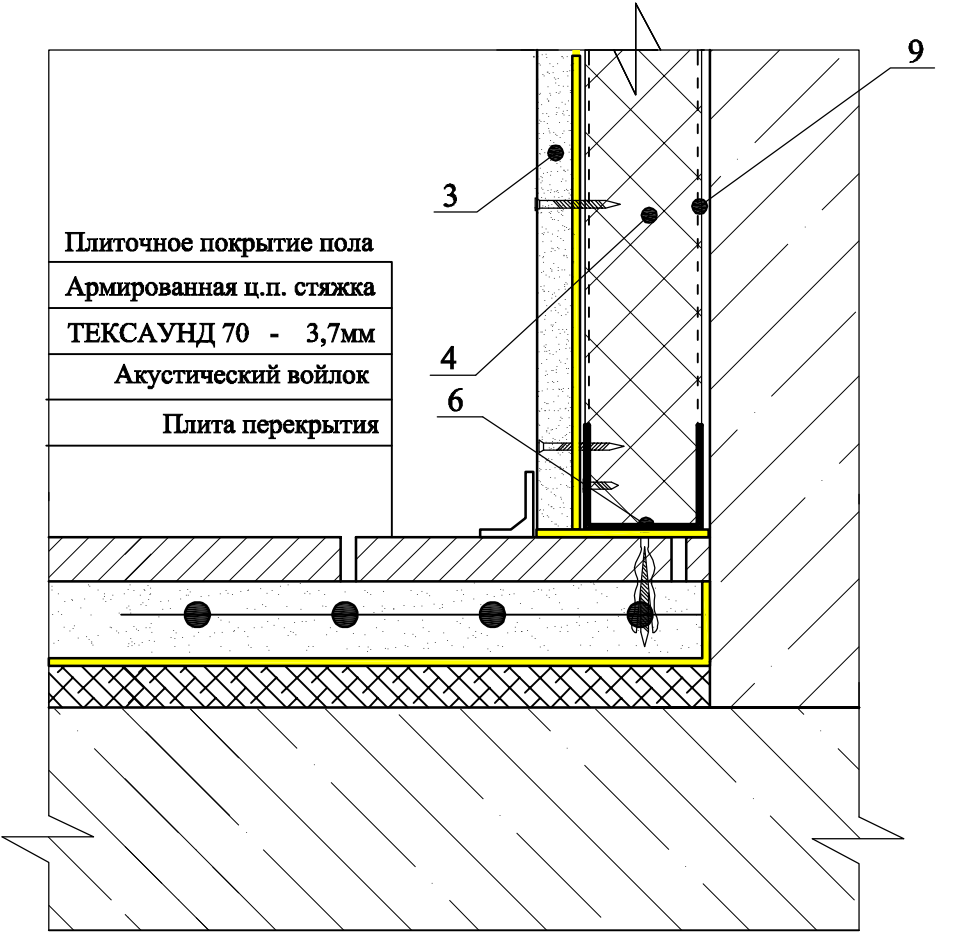 9
3
Плиточное покрытие пола
Армированная ц.п. стяжка
ТЕКСАУНД 70 - 3,7мм
4
Акустический войлок
6
Плита перекрытия